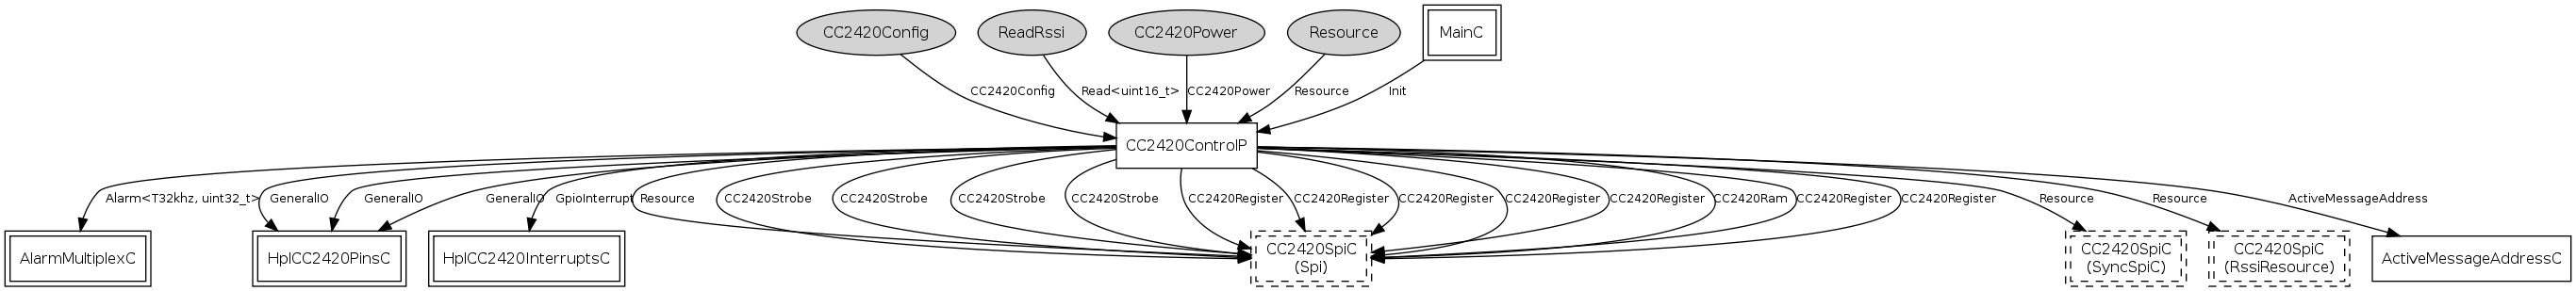 CC2420Config
ReadRssi
CC2420Power
Resource
MainC
CC2420Config
Read<uint16_t>
CC2420Power
Resource
Init
CC2420ControlP
Alarm<T32khz, uint32_t>
GeneralIO
GeneralIO
GeneralIO
GpioInterrupt
Resource
CC2420Strobe
CC2420Strobe
CC2420Strobe
CC2420Strobe
CC2420Register
CC2420Register
CC2420Register
CC2420Register
CC2420Register
CC2420Ram
CC2420Register
CC2420Register
Resource
Resource
ActiveMessageAddress
AlarmMultiplexC
HplCC2420PinsC
HplCC2420InterruptsC
CC2420SpiC
(Spi)
CC2420SpiC
(SyncSpiC)
CC2420SpiC
(RssiResource)
ActiveMessageAddressC